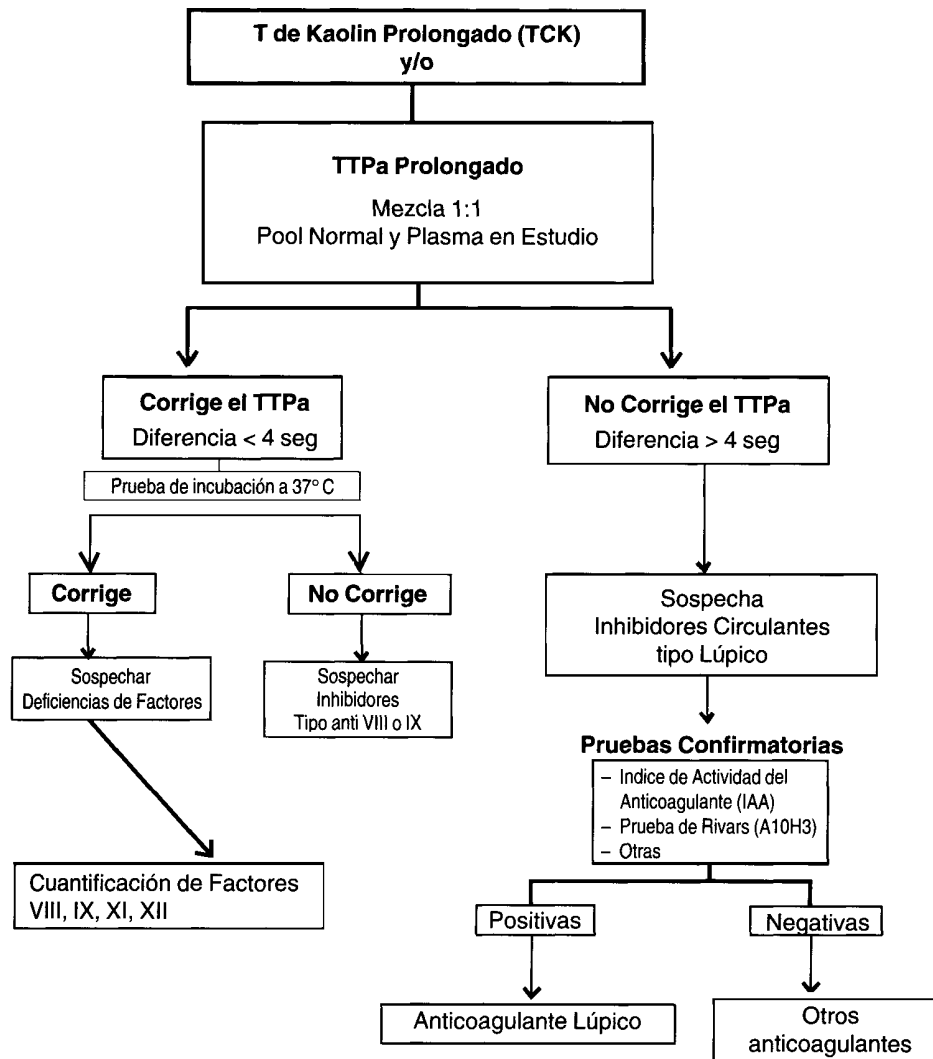 T de Kaolin Prolongado (TCK)
y/o
TTPa Prolongado
Mezcla 1:1
Pool Normal y Plasma en Estudio
Corrige el TTPa
Diferencia < 4 seg
Prueba de incubación a 37° C
Corrige
No Corrige
Sospechar
Deficiencias de Factores
Sospechar
Inhibidores
Tipo anti VIII o IX
Cuantificación de Factores
VIII, IX, XI, XII
No Corrige el TTPa
Diferencia > 4 seg
Sospecha
Inhibidores Circulantes
tipo Lúpico
Pruebas Confirmatorias
– Indice de Actividad del
Anticoagulante (IAA)
– Prueba de Rivars (A10H3)
– Otras
Positivas
Negativas
Anticoagulante Lúpico
Otros
anticoagulantes